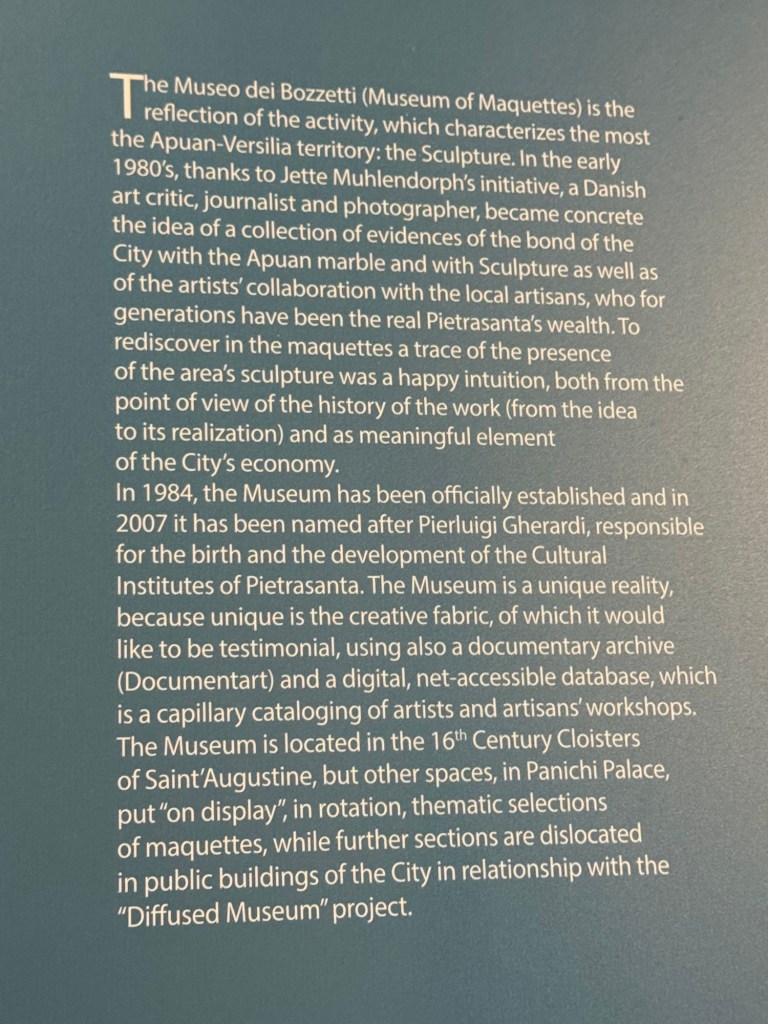 The Museo dei Bozzetti (Museum of Maquettes) is the
reflection of the activity, which characterizes the most
the Apuan-Versilia territory: the Sculpture. In the early
1980's, thanks to Jette Muhlendorph's initiative, a Danish
art critic, journalist and photographer, became concrete
the idea of a collection of evidences of the bond of the
City with the Apuan marble and with Sculpture as well as
of the artists' collaboration with the local artisans, who for
generations have been the real Pietrasanta's wealth. To
rediscover in the maquettes a trace of the presence
of the area's sculpture was a happy intuition, both from the
point of view of the history of the work (from the idea
to its realization) and as meaningful element
of the City's economy.
In 1984, the Museum has been officially established and in
2007 it has been named after Pierluigi Gherardi, responsible
for the birth and the development of the Cultural
Institutes of Pietrasanta. The Museum is a unique reality,
because unique is the creative fabric, of which it would
like to be testimonial, using also a documentary archive
(Documentart) and a digital, net-accessible database, which
is a capillary cataloging of artists and artisans' workshops.
The Museum is located in the 16th Century Cloisters
of Saint'Augustine, but other spaces, in Panichi Palace,
put "on display", in rotation, thematic selections
of maquettes, while further sections are dislocated
in public buildings of the City in relationship with the
"Diffused Museum" project.